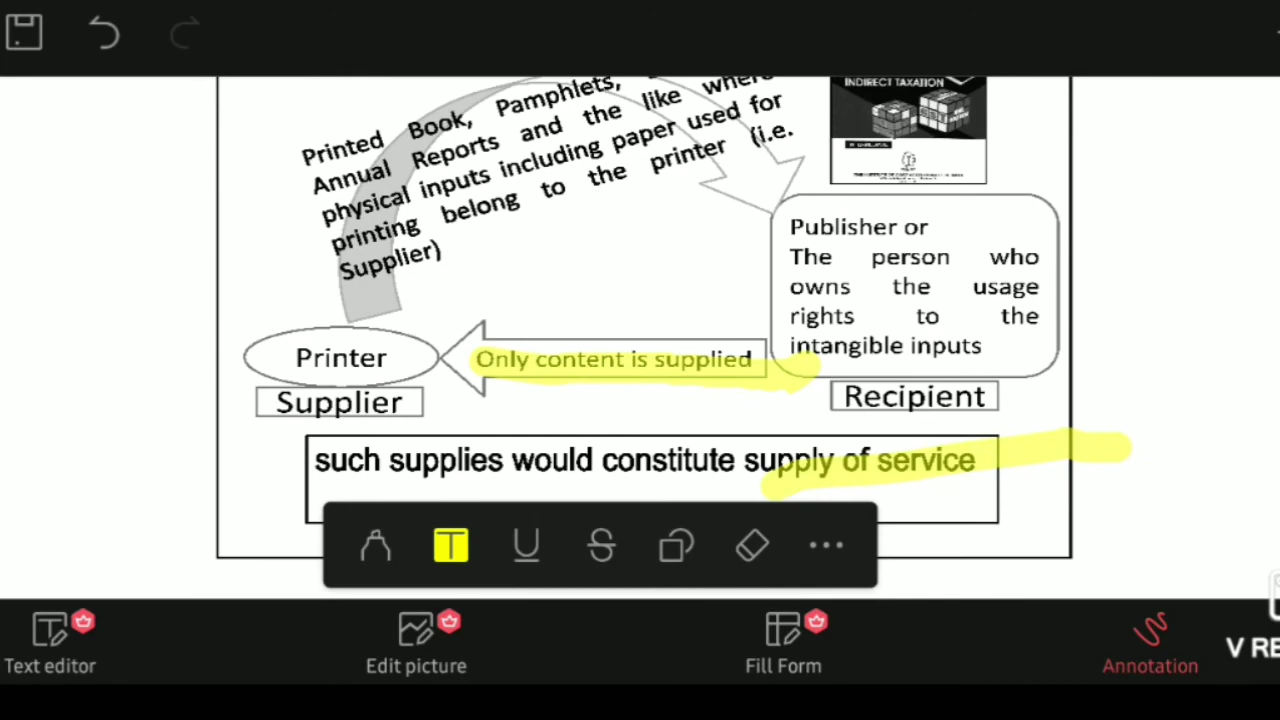 INDIRECT TAXATION
Printed Book, Pamphlets,
Annual Reports and the like where
physical inputs including paper used for
printing belong to the printer (i.e.
Supplier)
Publisher or
The person who
owns the usage
rights to the
intangible inputs
Printer
Only content is supplied
Supplier
Recipient
such supplies would constitute supply of service
T
U
S
Text editor
Edit picture
Fill Form
Annotation
V RE